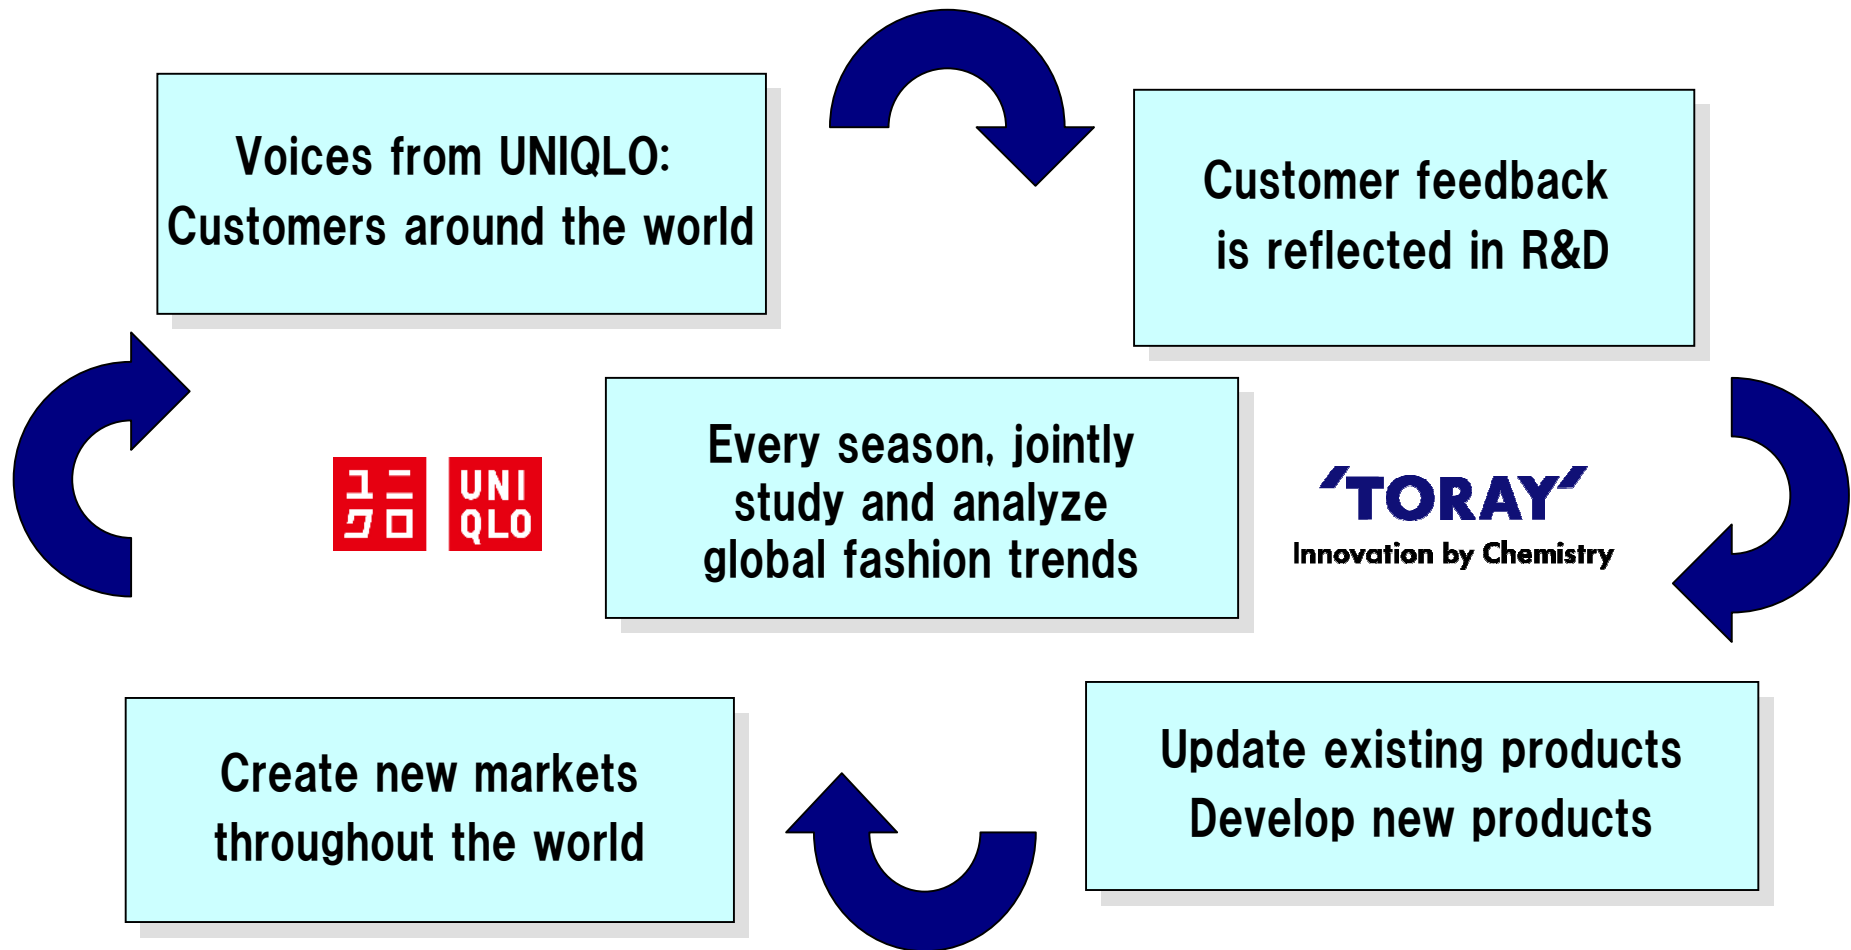 Voices from UNIQLO:
Customers around the world
Customer feedback
is reflected in R&D
Every season, jointly
study and analyze
global fashion trends
ユニ
クロ
UNI
QLO
'TORAY'
Innovation by Chemistry
Create new markets
throughout the world
Update existing products
Develop new products